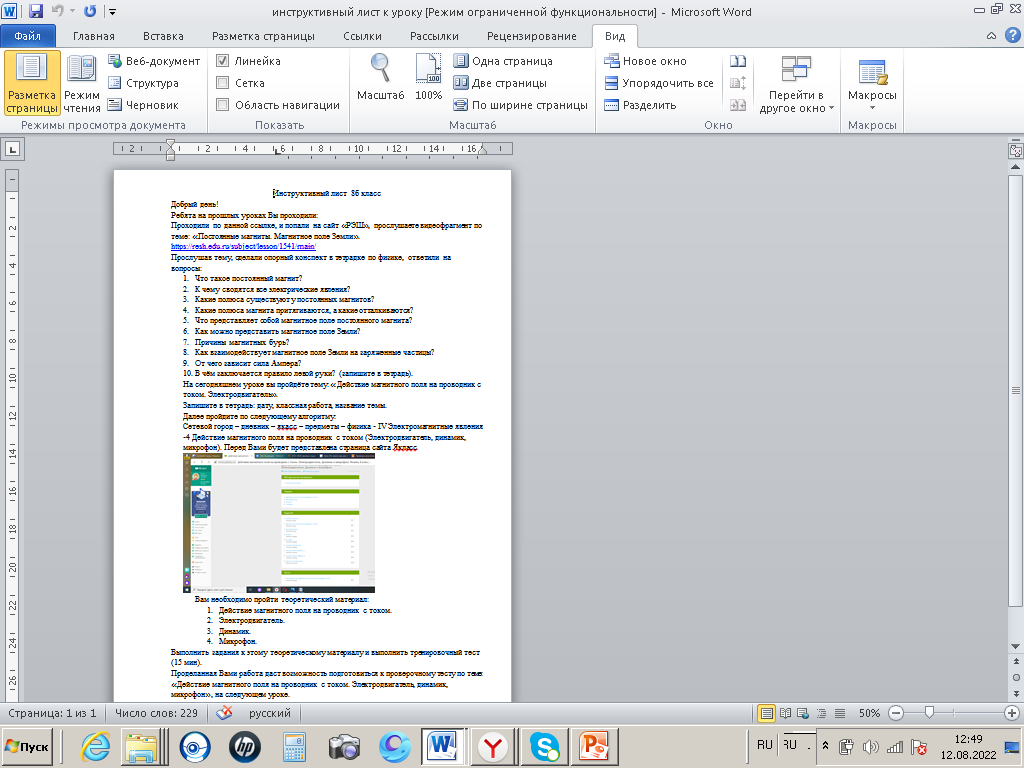 инструктивный лист к уроку [Режим ограниченной функциональности] - Microsoft Word
Файл Главная Вставка Разметка страницы Ссылки Рассылки Рецензирование Вид
Разметка страницы
Режим чтения
Веб-документ
Структура
Черновик
Режимы просмотра документа
Линейка
Сетка
Область навигации
Показать
Масштаб
100%
Одна страница
Две страницы
По ширине страницы
Масштаб
Новое окно
Упорядочить все
Разделить
Перейти в другое окно
Окно
Макросы
Макросы
Инструктивный лист 8б класс
Добрый день!
Ребята на прошлых уроках Вы проходили:
Проходили по данной ссылке, и попали на сайт «РЭШ», прослушаете видеофрагмент по
теме: «Постоянные магниты. Магнитное поле Земли».
https://resh.edu.ru/subject/lesson/1541/main/
Прослушав тему, сделали опорный конспект в тетрадке по физике, ответили на
вопросы:
1. Что такое постоянный магнит?
2. К чему сводятся все электрические явления?
3. Какие полюса существуют у постоянных магнитов?
4. Какие полюса магнита притягиваются, а какие отталкиваются?
5. Что представляет собой магнитное поле постоянного магнита?
6. Как можно представить магнитное поле Земли?
7. Причины магнитных бурь?
8. Как взаимодействует магнитное поле Земли на заряженные частицы?
9. От чего зависит сила Ампера?
10. В чём заключается правило левой руки? (запишите в тетрадь).
На сегодняшнем уроке вы пройдёте тему: «Действие магнитного поля на проводник с
током. Электродвигатель».
Запишите в тетрадь: дату, классная работа, название темы.
Далее пройдите по следующему алгоритму:
Сетевой город – дневник – якасс – предметы – физика - IV Электромагнитные явления
-4 Действие магнитного поля на проводник с током (Электродвигатель, динамик,
микрофон). Перед Вами будет представлена страница сайта Якласс
Вам необходимо пройти теоретический материал:
1. Действие магнитного поля на проводник с током.
2. Электродвигатель.
3. Динамик.
4. Микрофон.
Выполнить задания к этому теоретическому материалу и выполнить тренировочный тест
(15 мин).
Проделанная Вами работа даст возможность подготовиться к проверочному тесту по теме
«Действие магнитного поля на проводник с током. Электродвигатель, динамик,
микрофон», на следующем уроке.
Страница: 1 из 1 Число слов: 229 русский 50%
Пуск RU RU 12:49
12.08.2022